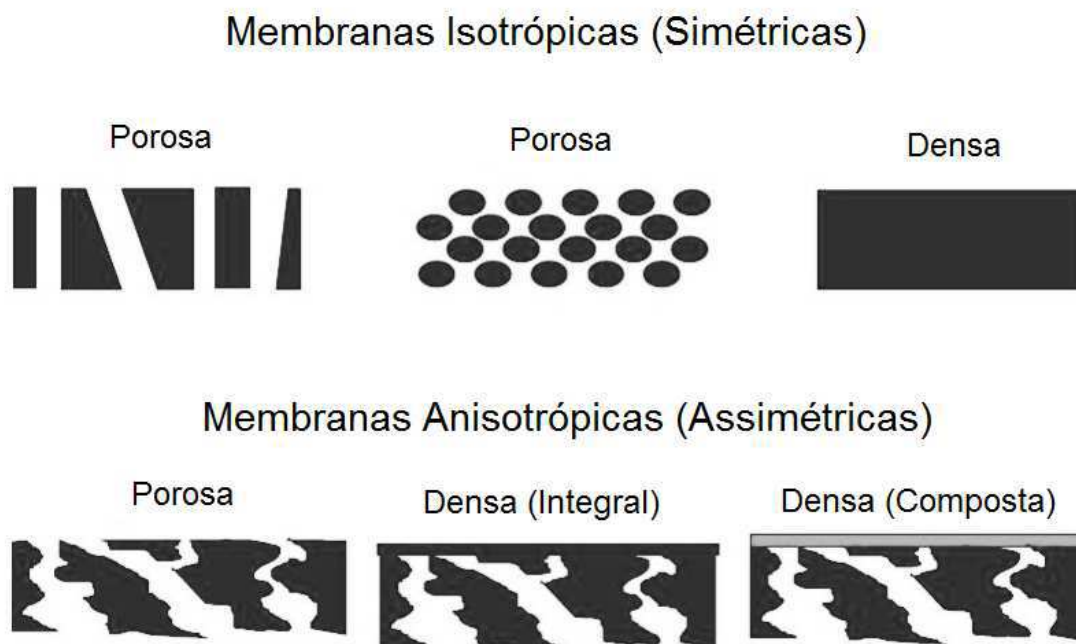 Membranas Isotrópicas (Simétricas)
Porosa
Porosa
Densa
Membranas Anisotrópicas (Assimétricas)
Porosa
Densa (Integral)
Densa (Composta)